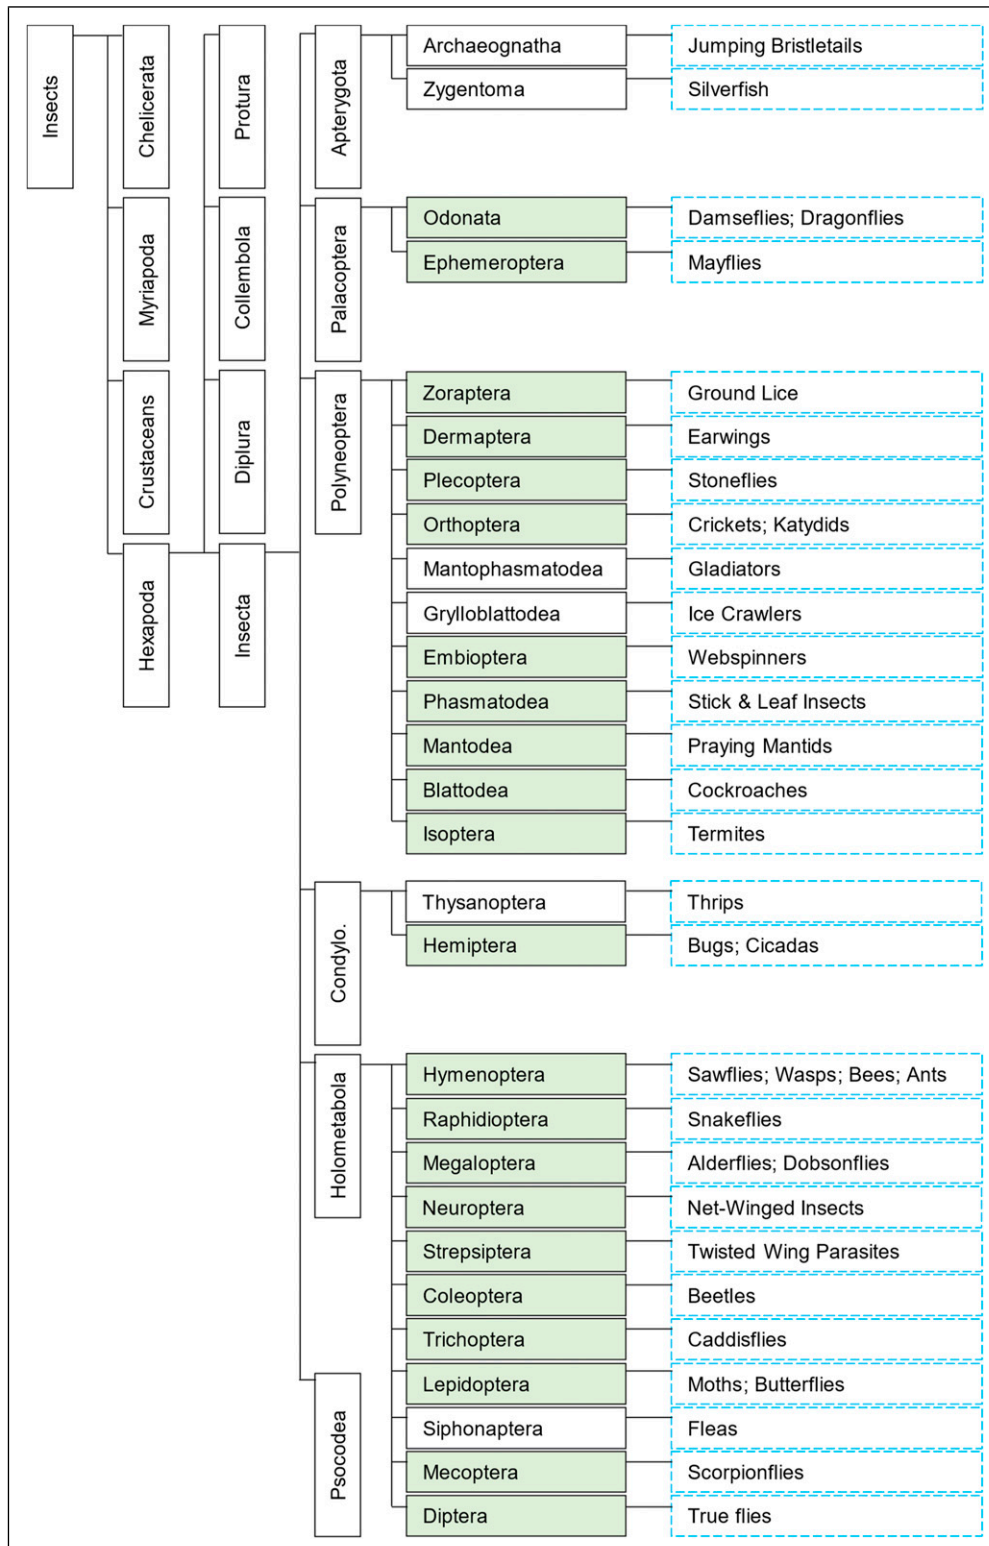 Insects
Chelicerata
Myriapoda
Crustaceans
Hexapoda
Protura
Collembola
Diplura
Insecta
Apterygota
Archaeognatha
Jumping Bristletails
Zygentoma
Silverfish
Palacoptera
Odonata
Damseflies; Dragonflies
Ephemeroptera
Mayflies
Polyneoptera
Zoraptera
Ground Lice
Dermaptera
Earwings
Plecoptera
Stoneflies
Orthoptera
Crickets; Katydids
Mantophasmatodea
Gladiators
Grylloblattodea
Ice Crawlers
Embioptera
Webspinners
Phasmatodea
Stick & Leaf Insects
Mantodea
Praying Mantids
Blattodea
Cockroaches
Isoptera
Termites
Condylo.
Thysanoptera
Thrips
Hemiptera
Bugs; Cicadas
Holometabola
Hymenoptera
Sawflies; Wasps; Bees; Ants
Raphidioptera
Snakeflies
Megaloptera
Alderflies; Dobsonflies
Neuroptera
Net-Winged Insects
Strepsiptera
Twisted Wing Parasites
Coleoptera
Beetles
Trichoptera
Caddisflies
Lepidoptera
Moths; Butterflies
Siphonaptera
Fleas
Mecoptera
Scorpionflies
Diptera
True flies
Psocodea